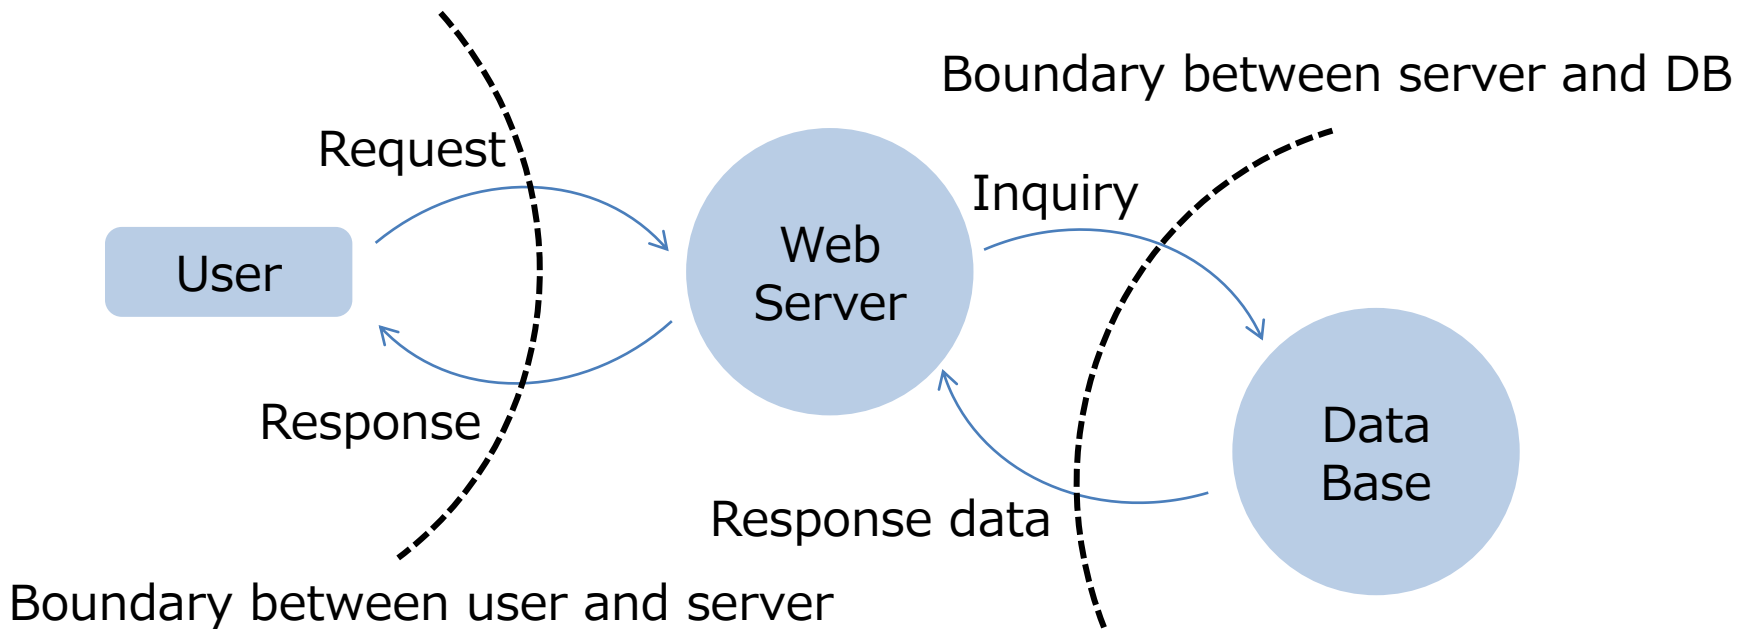 Boundary between server and DB
Request
Inquiry
User
Web
Server
Response
Data
Base
Response data
Boundary between user and server